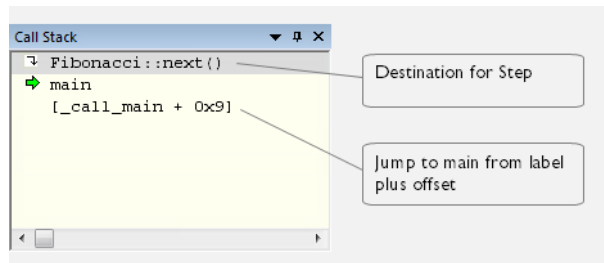 Call Stack
Fibonacci::next()
main
[_call_main + 0x9]
Destination for Step
Jump to main from label
plus offset